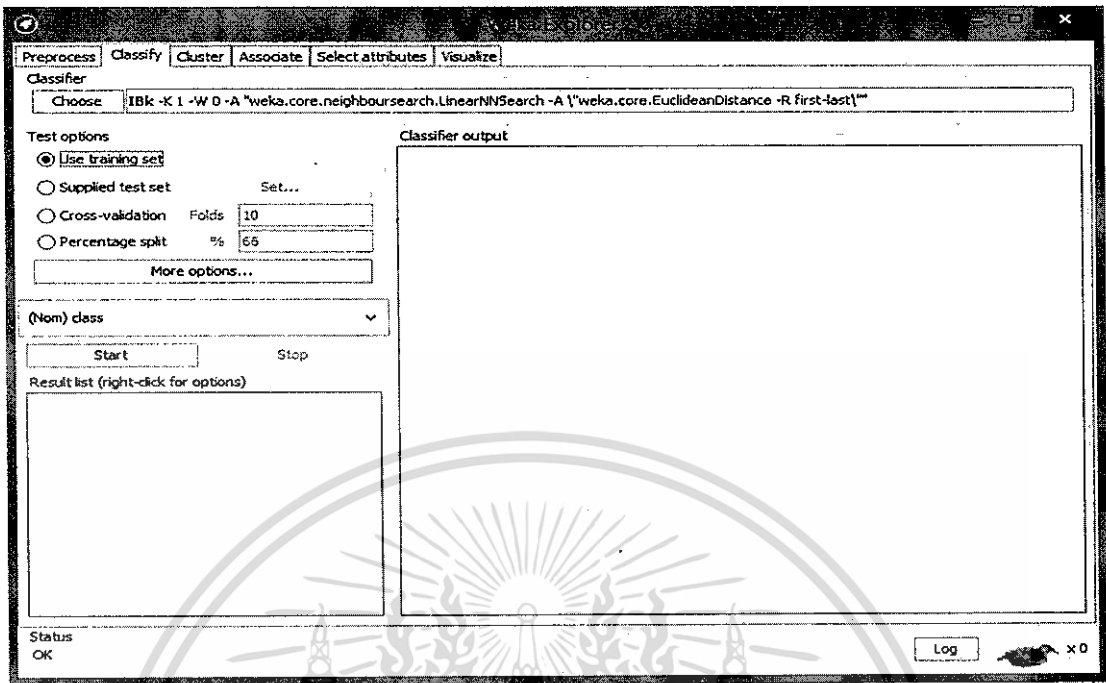 Weka Explorer
Preprocess Classify Cluster Associate Select attributes Visualize
Classifier
Choose IBk -K 1 -W 0 -A "weka.core.neighboursearch.LinearNNSearch -A \"weka.core.EuclideanDistance -R first-last\""
Test options
Use training set
Supplied test set Set...
Cross-validation Folds 10
Percentage split % 66
More options...
(Nom) class
Start Stop
Result list (right-click for options)
Classifier output
Status
OK
Log x 0